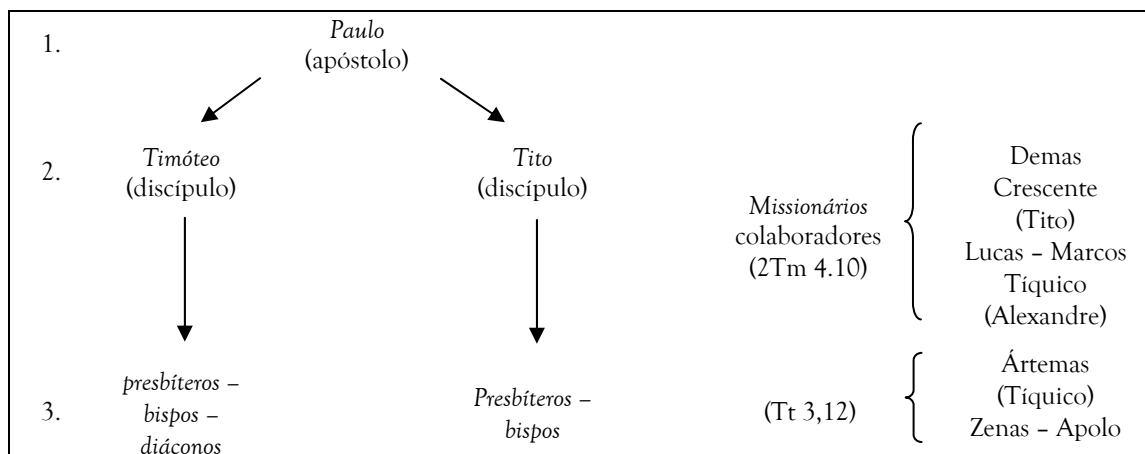 1.
Paulo
(apóstolo)
2.
Timóteo
(discípulo)
Tito
(discípulo)
Missionários
colaboradores
(2Tm 4.10)
Demas
Crescente
(Tito)
Lucas – Marcos
Tíquico
(Alexandre)
3.
presbíteros –
bispos –
diáconos
Presbíteros –
bispos
(Tt 3,12)
Ártemas
(Tíquico)
Zenas – Apolo